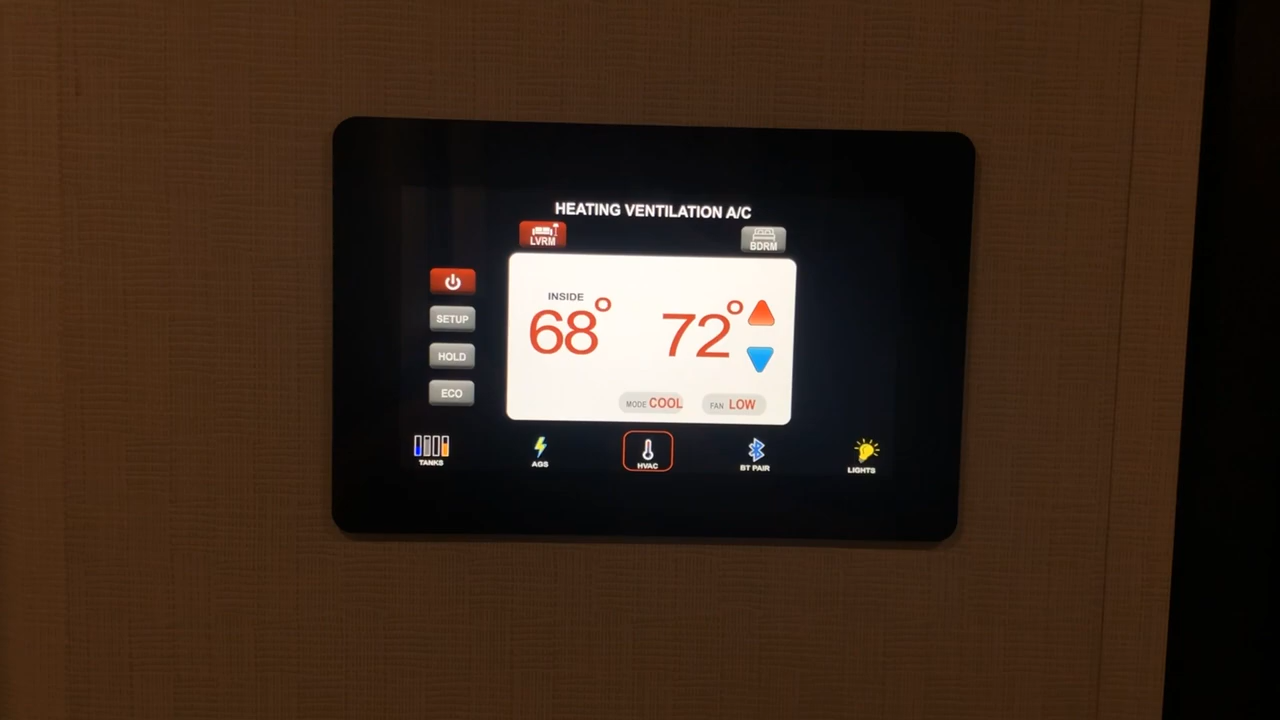 HEATING VENTILATION A/C
LVRM
BDRM
SETUP
HOLD
ECO
INSIDE
68°
72°
MODE COOL
FAN LOW
TANKS
AGS
HVAC
BT PAIR
LIGHTS